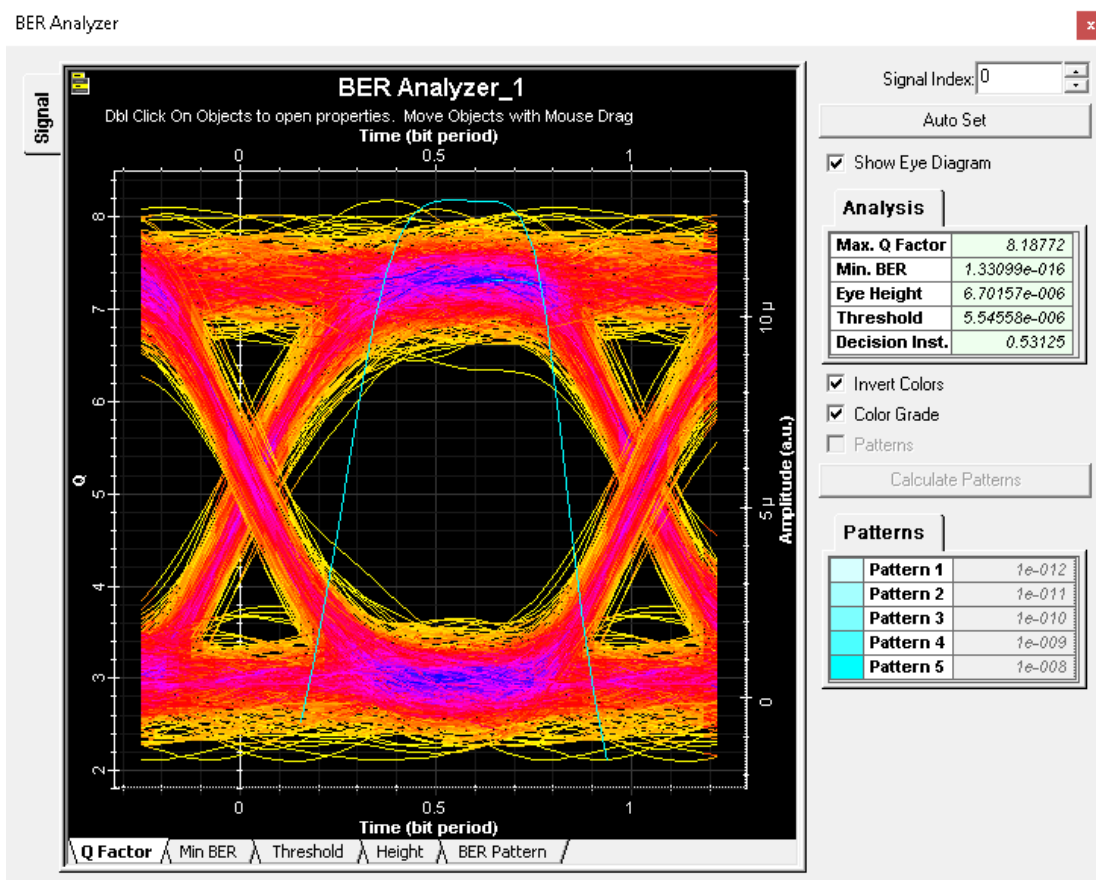 BER Analyzer
x
Signal
BER Analyzer_1
Dbl Click On Objects to open properties. Move Objects with Mouse Drag
Time (bit period)
0 0.5 1
8
7
6
5
4
3
2
Q
10 µ
5 µ
0
Amplitude (a.u.)
0 0.5 1
Time (bit period)
Q Factor Min BER Threshold Height BER Pattern
Signal Index: 0
Auto Set
Show Eye Diagram
Analysis
Max. Q Factor 8.18772
Min. BER 1.33099e-016
Eye Height 6.70157e-006
Threshold 5.54558e-006
Decision Inst. 0.53125
Invert Colors
Color Grade
Patterns
Calculate Patterns
Patterns
Pattern 1 1e-012
Pattern 2 1e-011
Pattern 3 1e-010
Pattern 4 1e-009
Pattern 5 1e-008